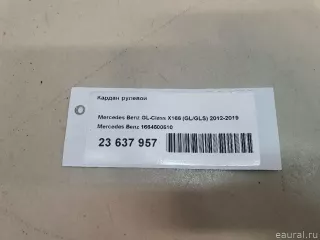 Кардан рулевой
Mercedes Benz GL-Class X166 (GL/GLS) 2012-2019
Mercedes Benz 1664600610
23 637 957
eaural.ru